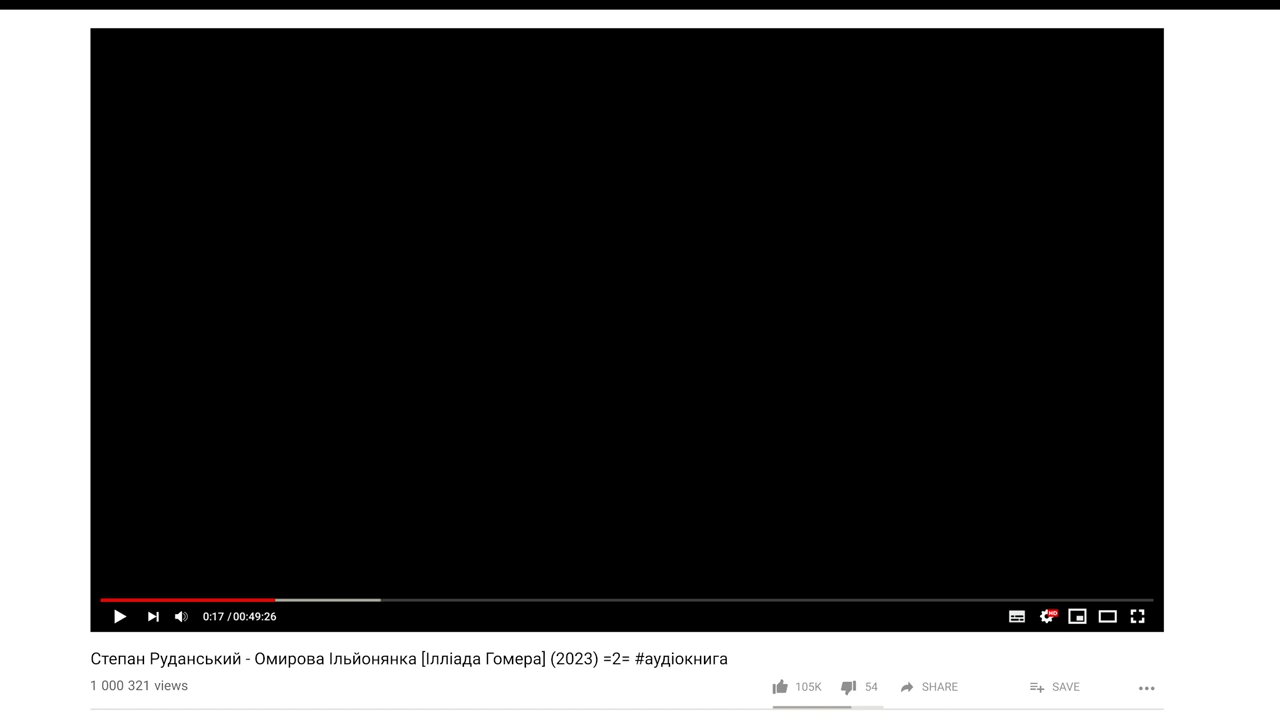 HD
0:17 / 00:49:26
Степан Руданський - Омирова Ільйонянка [Ілліада Гомера] (2023) =2= #аудіокнига
1 000 321 views
105K 54 SHARE SAVE